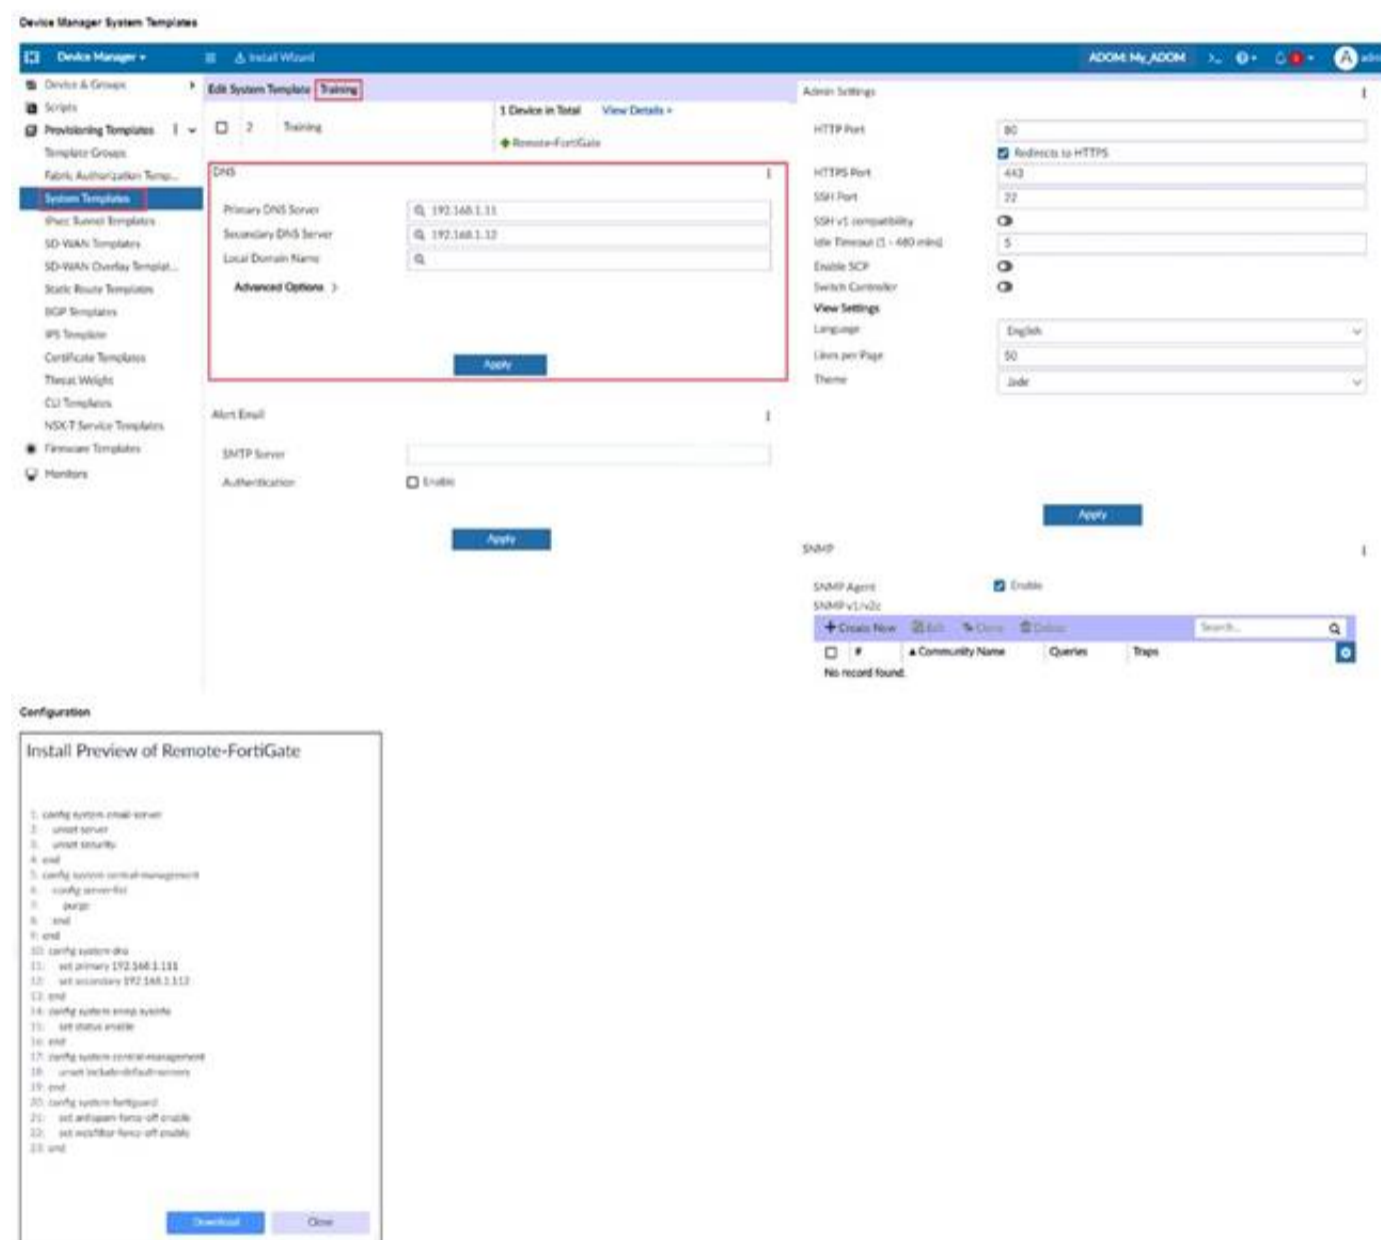 Device Manager System Templates
Device Manager
Install Wizard
ADOM: My_ADOM
A
Device & Groups
Scripts
Provisioning Templates
Template Groups
Fabric Authorization Temp...
System Templates
IPsec Tunnel Templates
SD-WAN Templates
SD-WAN Overlay Templat...
Static Route Templates
BGP Templates
IPS Template
Certificate Templates
Threat Weight
CLI Templates
NSX-T Service Templates
Firmware Templates
Monitors
Edit System Template Training
1 Device in Total View Details >
2 Training
Remote-FortiGate
DNS
Primary DNS Server 192.168.1.11
Secondary DNS Server 192.168.1.12
Local Domain Name
Advanced Options >
Apply
Alert Email
SMTP Server
Authentication Enable
Apply
Admin Settings
HTTP Port 80
Redirects to HTTPS
HTTPS Port 443
SSH Port 22
SSH v1 compatibility
Idle Timeout (1 - 480 mins) 5
Enable SCP
Switch Controller
View Settings
Language English
Lines per Page 50
Theme Jade
Apply
SNMP
SNMP Agent Enable
SNMP v1/v2c
+ Create New Edit Clone Delete Search...
# Community Name Queries Traps
No record found.
Configuration
Install Preview of Remote-FortiGate
1: config system email-server
2: unset server
3: unset security
4: end
5: config system central-management
6: config server-list
7: purge
8: end
9: end
10: config system dns
11: set primary 192.168.1.111
12: set secondary 192.168.1.112
13: end
14: config system snmp sysinfo
15: set status enable
16: end
17: config system central-management
18: unset include-default-servers
19: end
20: config system fortiguard
21: set antispam-force-off enable
22: set webfilter-force-off enable
23: end
Download Close